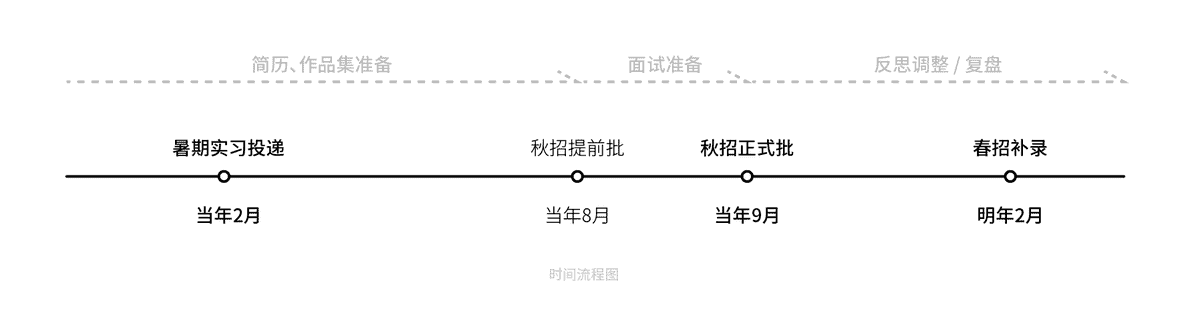 简历、作品集准备 面试准备 反思调整 / 复盘
暑期实习投递 秋招提前批 秋招正式批 春招补录
当年2月 当年8月 当年9月 明年2月
时间流程图